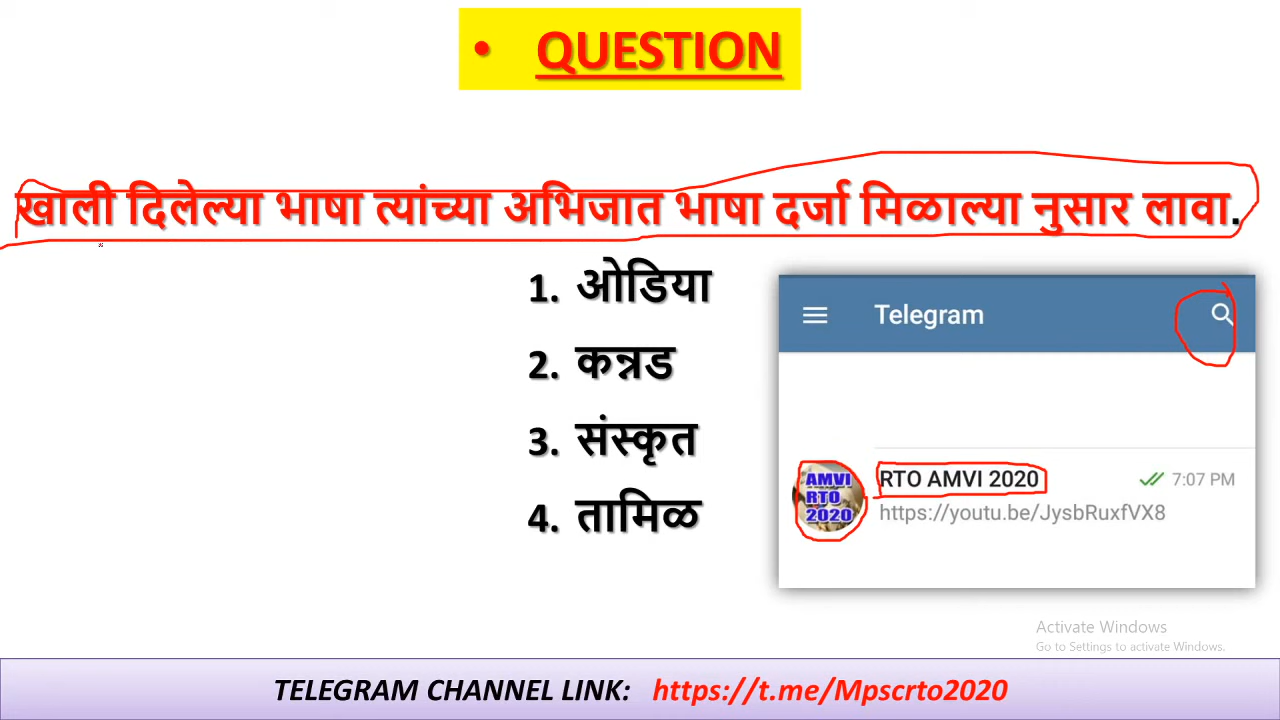 • QUESTION
खाली दिलेल्या भाषा त्यांच्या अभिजात भाषा दर्जा मिळाल्या नुसार लावा.
1. ओडिया
2. कन्नड
3. संस्कृत
4. तामिळ
Telegram
AMVI
RTO
2020
RTO AMVI 2020 7:07 PM
https://youtu.be/JysbRuxfVX8
Activate Windows
Go to Settings to activate Windows.
TELEGRAM CHANNEL LINK: https://t.me/Mpscrto2020